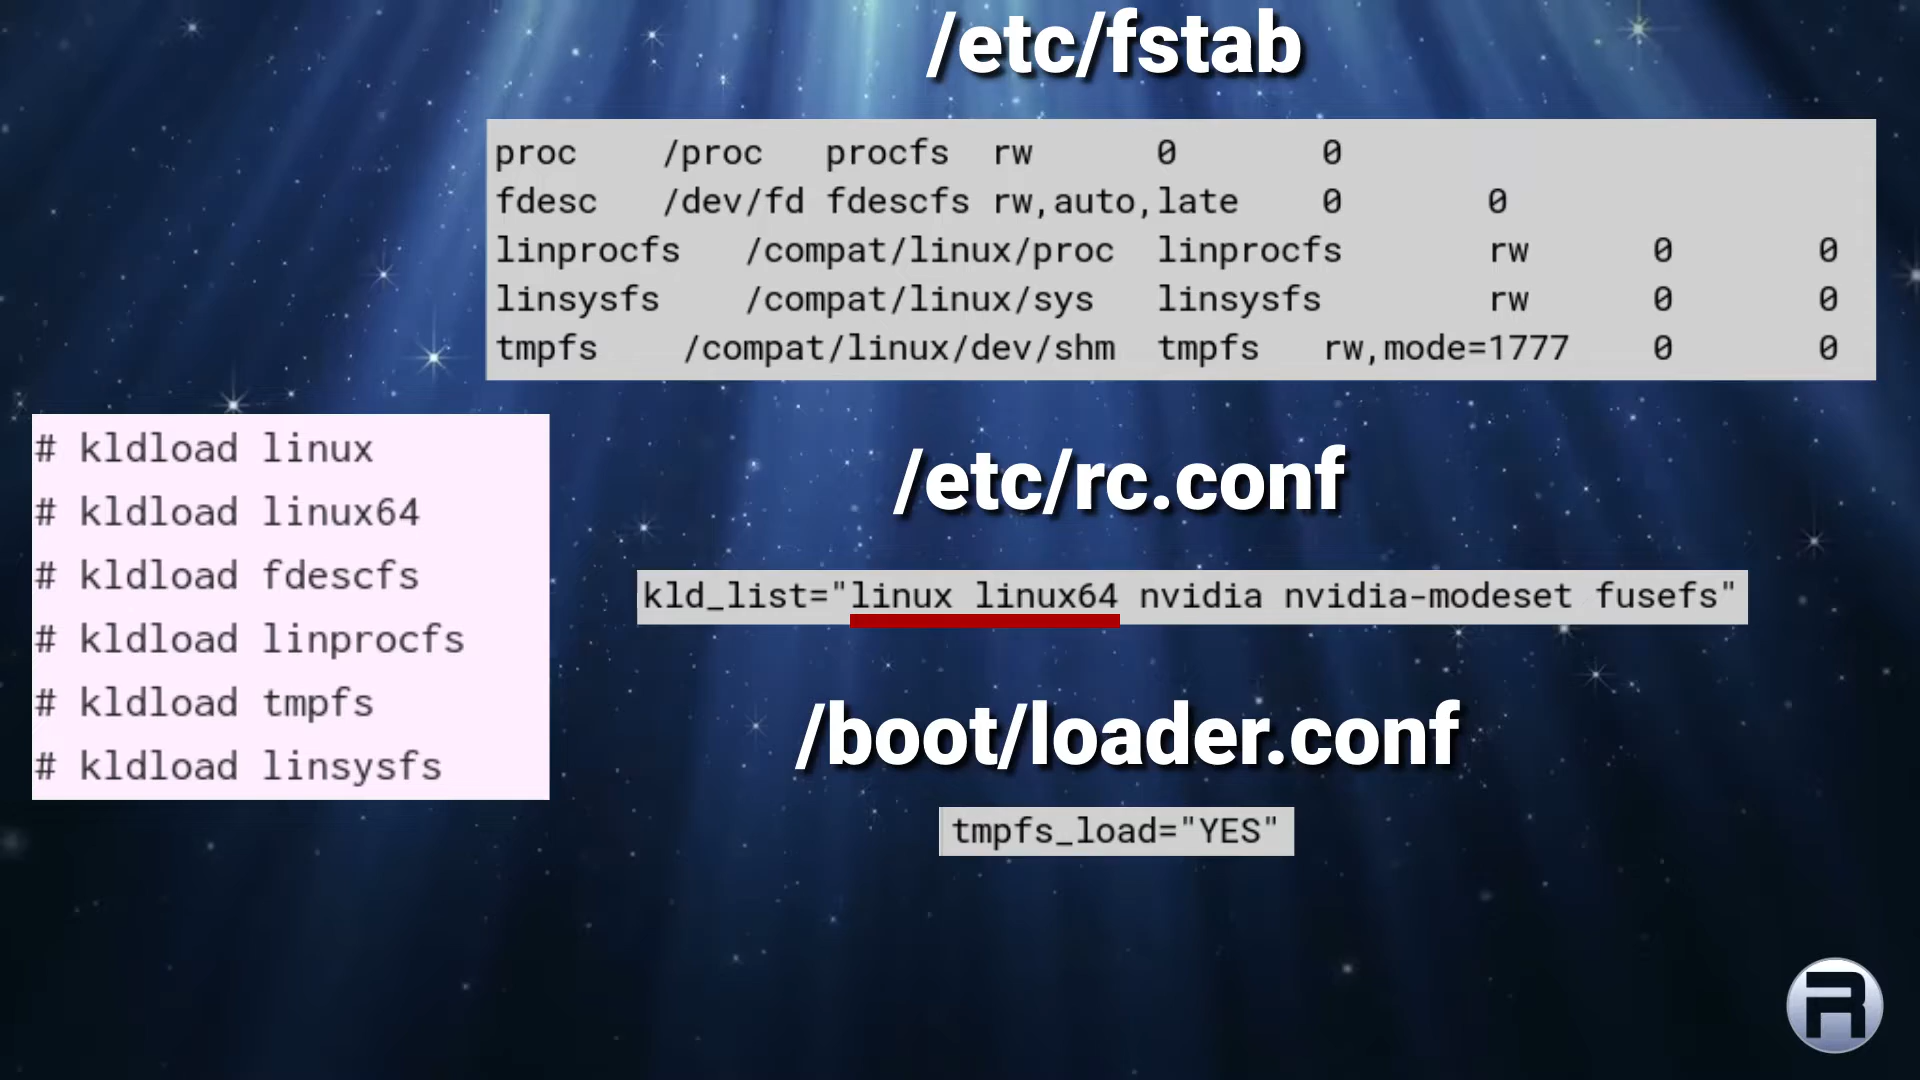 /etc/fstab
proc /proc procfs rw 0 0
fdesc /dev/fd fdescfs rw,auto,late 0 0
linprocfs /compat/linux/proc linprocfs rw 0 0
linsysfs /compat/linux/sys linsysfs rw 0 0
tmpfs /compat/linux/dev/shm tmpfs rw,mode=1777 0 0
# kldload linux
# kldload linux64
# kldload fdescfs
# kldload linprocfs
# kldload tmpfs
# kldload linsysfs
/etc/rc.conf
kld_list="linux linux64 nvidia nvidia-modeset fusefs"
/boot/loader.conf
tmpfs_load="YES"
R